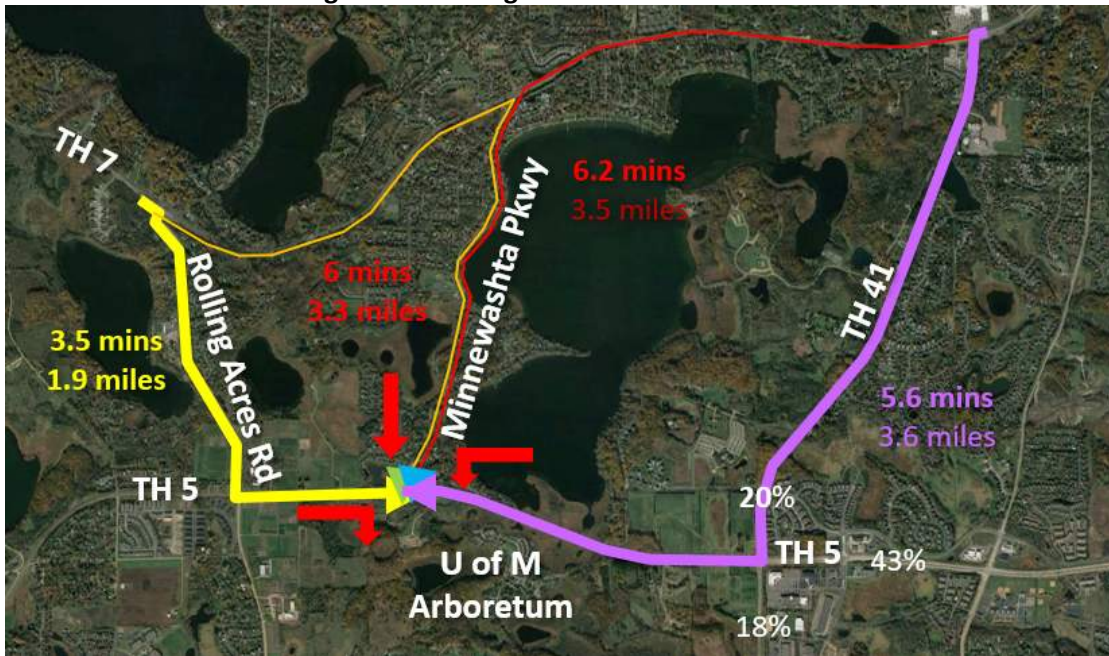 TH 7
Rolling Acres Rd
3.5 mins
1.9 miles
6 mins
3.3 miles
Minnewashta Pkwy
6.2 mins
3.5 miles
TH 41
5.6 mins
3.6 miles
TH 5
20%
TH 5
43%
18%
U of M
Arboretum